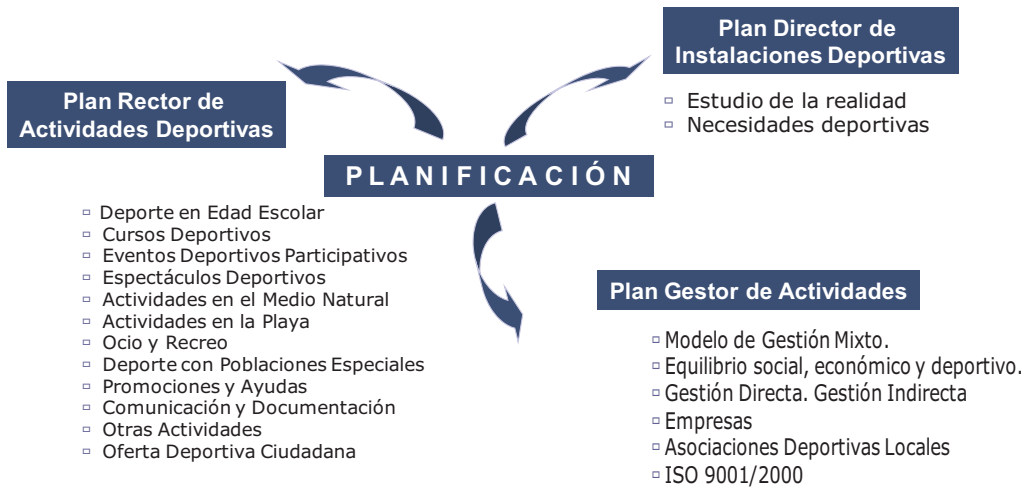 Plan Director de
Instalaciones Deportivas
▫ Estudio de la realidad
▫ Necesidades deportivas
Plan Rector de
Actividades Deportivas
PLANIFICACIÓN
▫ Deporte en Edad Escolar
▫ Cursos Deportivos
▫ Eventos Deportivos Participativos
▫ Espectáculos Deportivos
▫ Actividades en el Medio Natural
▫ Actividades en la Playa
▫ Ocio y Recreo
▫ Deporte con Poblaciones Especiales
▫ Promociones y Ayudas
▫ Comunicación y Documentación
▫ Otras Actividades
▫ Oferta Deportiva Ciudadana
Plan Gestor de Actividades
▫ Modelo de Gestión Mixto.
▫ Equilibrio social, económico y deportivo.
▫ Gestión Directa. Gestión Indirecta
▫ Empresas
▫ Asociaciones Deportivas Locales
▫ ISO 9001/2000